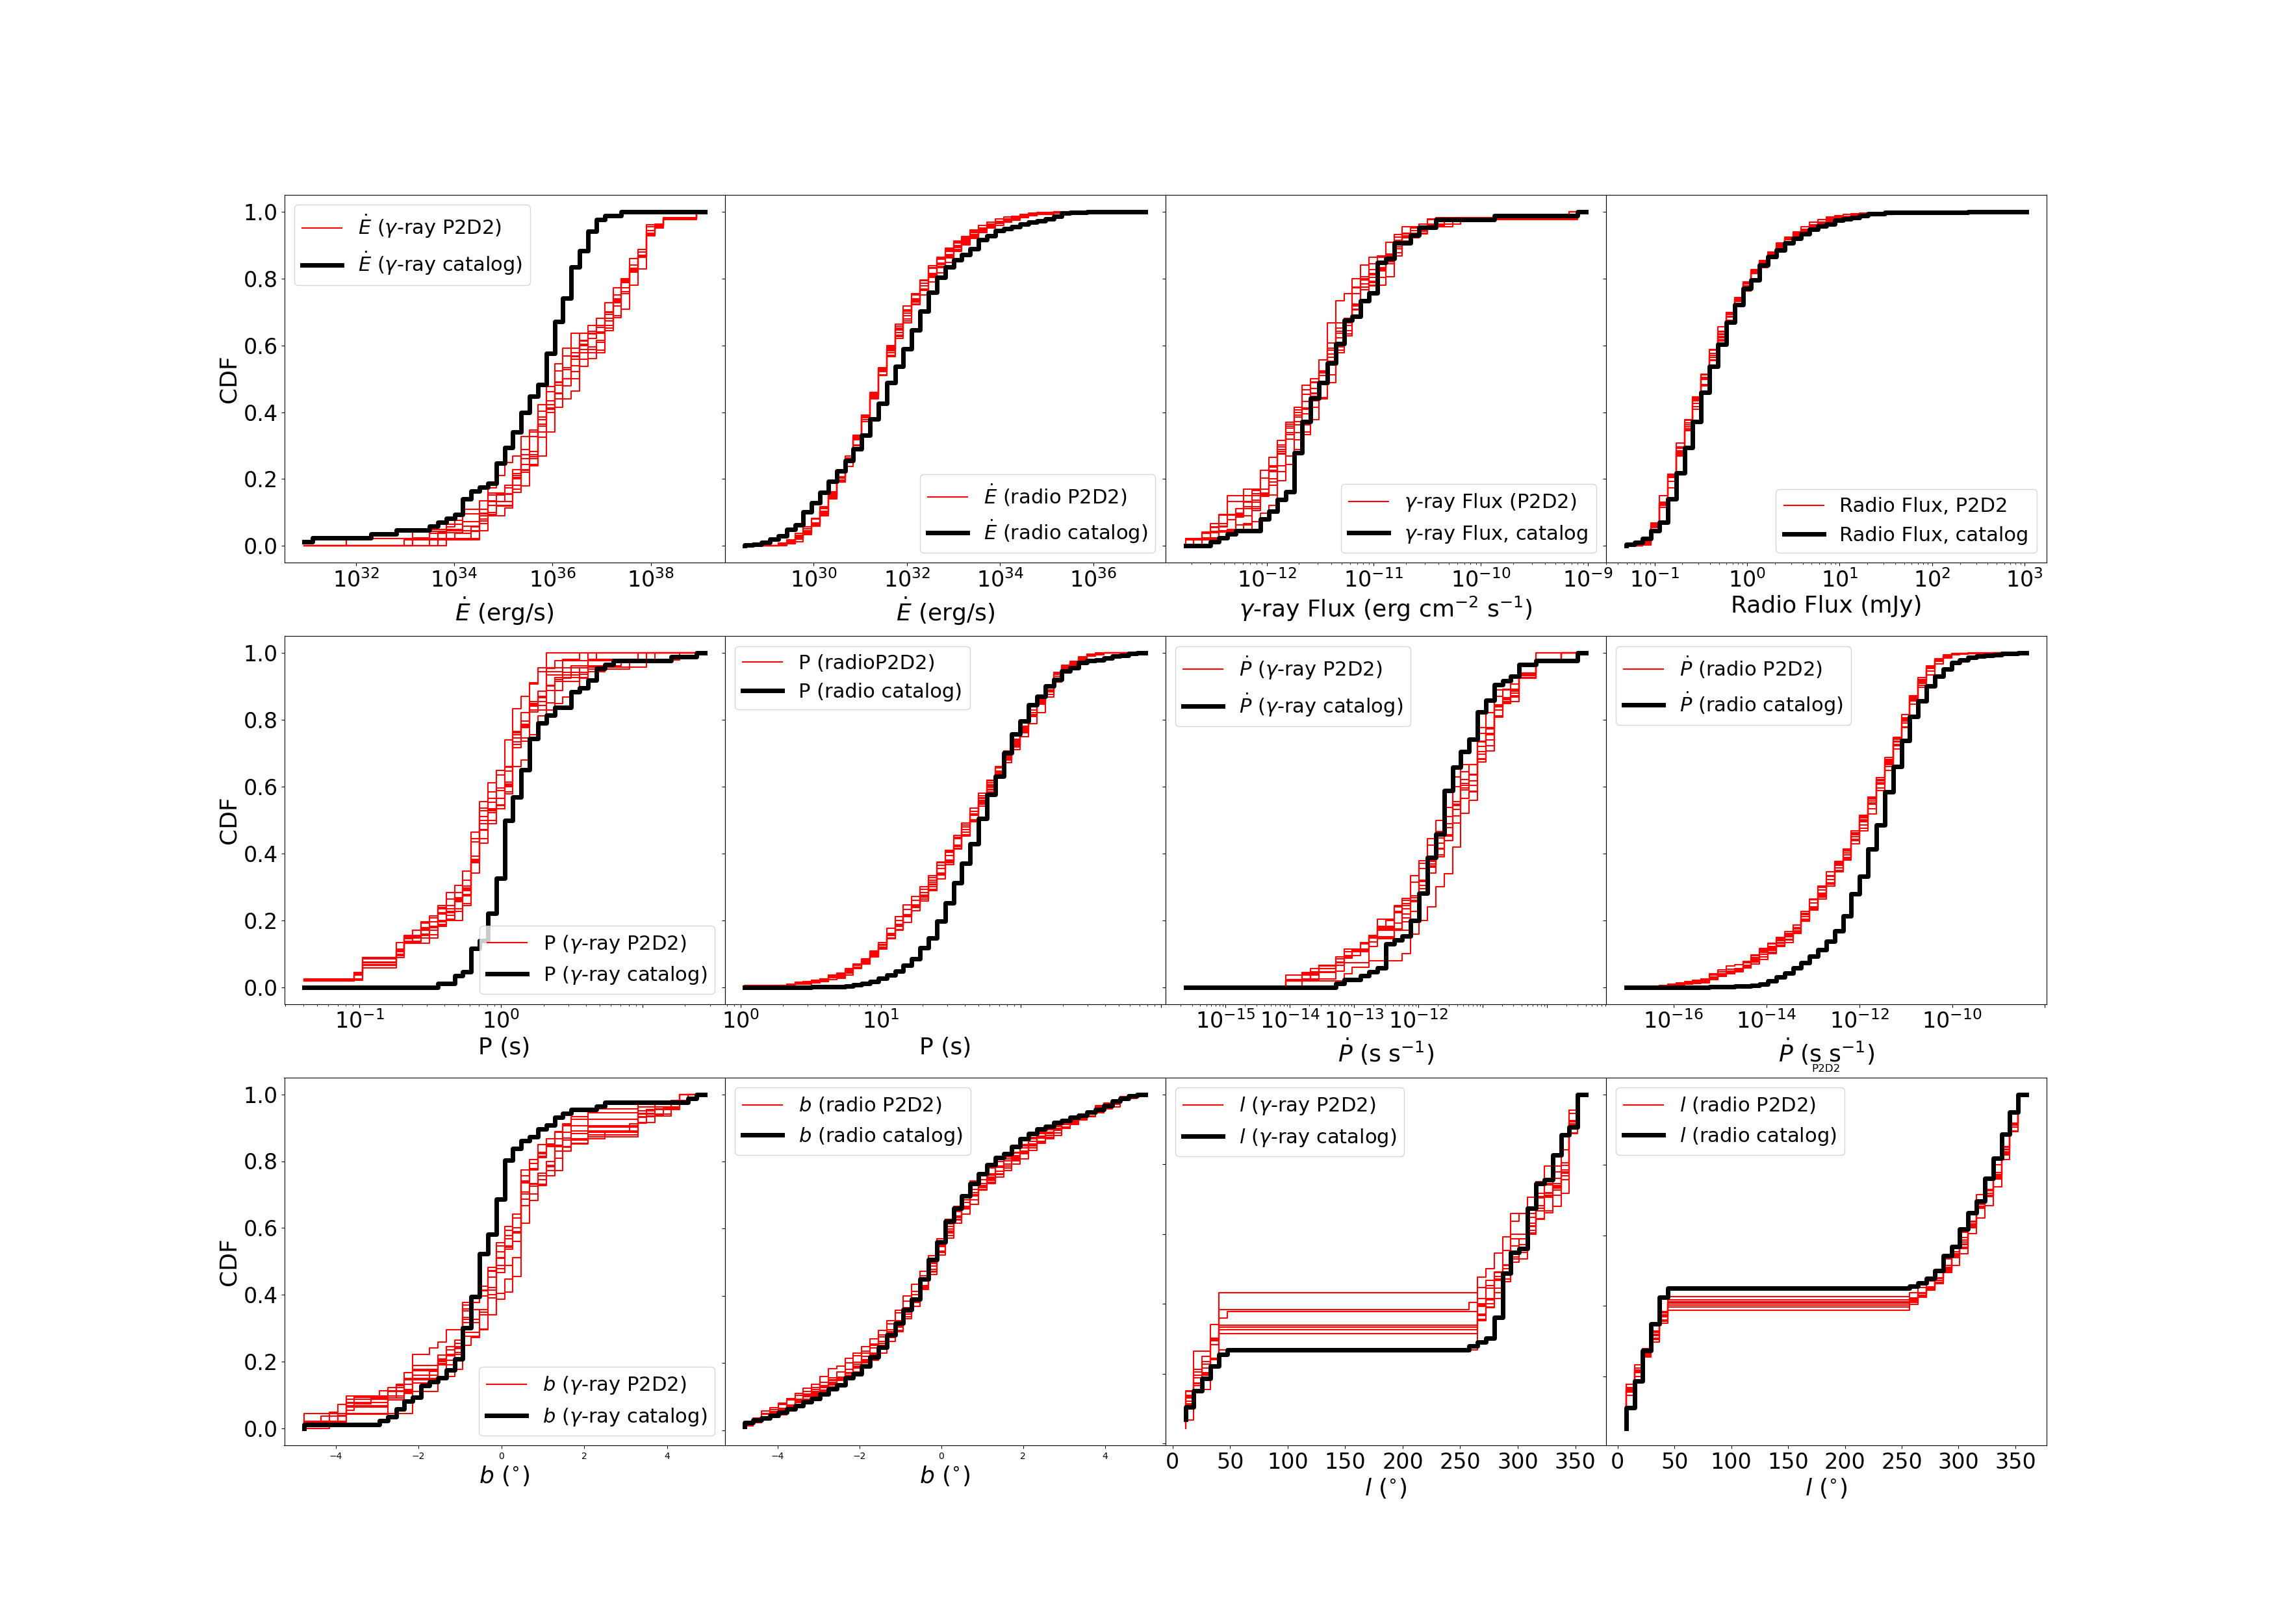 1.0
0.8
0.6
0.4
0.2
0.0
CDF
Ė (γ-ray P2D2)
Ė (γ-ray catalog)
10³² 10³⁴ 10³⁶ 10³⁸
Ė (erg/s)
Ė (radio P2D2)
Ė (radio catalog)
10³⁰ 10³² 10³⁴ 10³⁶
Ė (erg/s)
γ-ray Flux (P2D2)
γ-ray Flux, catalog
10⁻¹² 10⁻¹¹ 10⁻¹⁰ 10⁻⁹
γ-ray Flux (erg cm⁻² s⁻¹)
Radio Flux, P2D2
Radio Flux, catalog
10⁻¹ 10⁰ 10¹ 10² 10³
Radio Flux (mJy)
1.0
0.8
0.6
0.4
0.2
0.0
CDF
P (γ-ray P2D2)
P (γ-ray catalog)
10⁻¹ 10⁰
P (s)
P (radioP2D2)
P (radio catalog)
10⁰ 10¹
P (s)
Ṗ (γ-ray P2D2)
Ṗ (γ-ray catalog)
10⁻¹⁵ 10⁻¹⁴ 10⁻¹³ 10⁻¹²
Ṗ (s s⁻¹)
Ṗ (radio P2D2)
Ṗ (radio catalog)
10⁻¹⁶ 10⁻¹⁴ 10⁻¹² 10⁻¹⁰
Ṗ (s s⁻¹)
P2D2
1.0
0.8
0.6
0.4
0.2
0.0
CDF
b (γ-ray P2D2)
b (γ-ray catalog)
−4 −2 0 2 4
b (°)
b (radio P2D2)
b (radio catalog)
−4 −2 0 2 4
b (°)
l (γ-ray P2D2)
l (γ-ray catalog)
0 50 100 150 200 250 300 350
l (°)
l (radio P2D2)
l (radio catalog)
0 50 100 150 200 250 300 350
l (°)